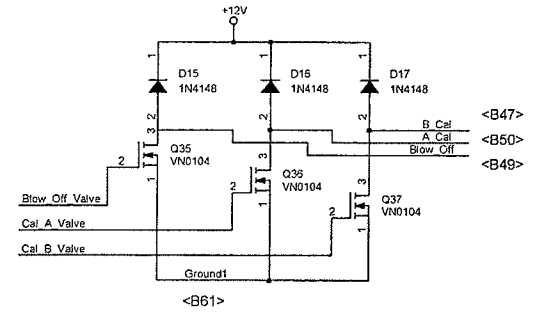 +12V
1 1 1
D15 D16 D17
1N4148 1N4148 1N4148
2 2 2
B_Cal <B47>
A_Cal <B50>
Blow_Off <B49>
3 Q35
2 VN0104
1
3 Q36
2 VN0104
1
3 Q37
2 VN0104
1
Blow_Off_Valve
Cal_A_Valve
Cal_B_Valve
Ground1
<B61>